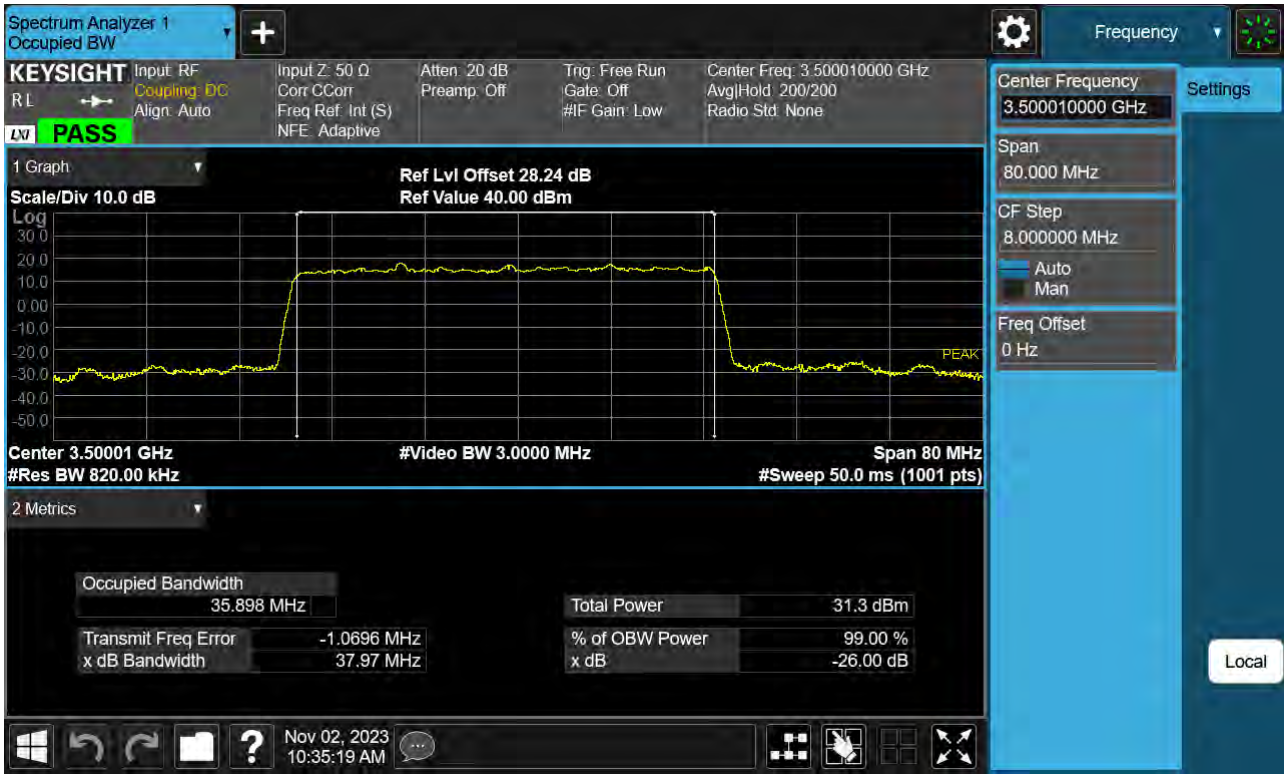 Spectrum Analyzer 1
Occupied BW
+
Frequency
KEYSIGHT
RL
LXI PASS
Input: RF
Coupling: DC
Align: Auto
Input Z: 50 Ω
Corr CCorr
Freq Ref: Int (S)
NFE: Adaptive
Atten: 20 dB
Preamp: Off
Trig: Free Run
Gate: Off
#IF Gain: Low
Center Freq: 3.500010000 GHz
Avg|Hold: 200/200
Radio Std: None
Center Frequency
3.500010000 GHz
Settings
Span
80.000 MHz
CF Step
8.000000 MHz
Auto
Man
Freq Offset
0 Hz
1 Graph
Ref Lvl Offset 28.24 dB
Scale/Div 10.0 dB
Ref Value 40.00 dBm
Log
30.0
20.0
10.0
0.00
-10.0
-20.0
-30.0
-40.0
-50.0
PEAK
Center 3.50001 GHz
#Video BW 3.0000 MHz
Span 80 MHz
#Res BW 820.00 kHz
#Sweep 50.0 ms (1001 pts)
2 Metrics
Occupied Bandwidth
35.898 MHz
Total Power 31.3 dBm
Transmit Freq Error -1.0696 MHz
% of OBW Power 99.00 %
x dB Bandwidth 37.97 MHz
x dB -26.00 dB
Local
?
Nov 02, 2023
10:35:19 AM